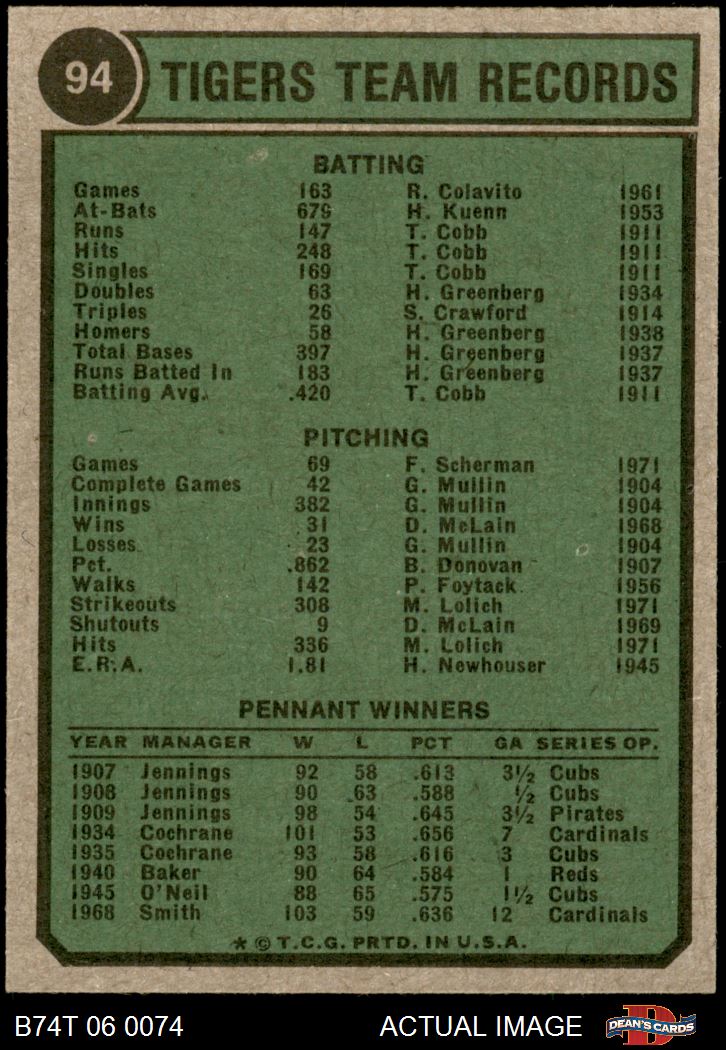 94 TIGERS TEAM RECORDS
BATTING
Games 163 R. Colavito 1961
At-Bats 679 H. Kuenn 1953
Runs 147 T. Cobb 1911
Hits 248 T. Cobb 1911
Singles 169 T. Cobb 1911
Doubles 63 H. Greenberg 1934
Triples 26 S. Crawford 1914
Homers 58 H. Greenberg 1938
Total Bases 397 H. Greenberg 1937
Runs Batted In 183 H. Greenberg 1937
Batting Avg. .420 T. Cobb 1911
PITCHING
Games 69 F. Scherman 1971
Complete Games 42 G. Mullin 1904
Innings 382 G. Mullin 1904
Wins 31 D. McLain 1968
Losses 23 G. Mullin 1904
Pct. .862 B. Donovan 1907
Walks 142 P. Foytack 1956
Strikeouts 308 M. Lolich 1971
Shutouts 9 D. McLain 1969
Hits 336 M. Lolich 1971
E.R.A. 1.81 H. Newhouser 1945
PENNANT WINNERS
YEAR MANAGER W L PCT GA SERIES OP.
1907 Jennings 92 58 .613 3½ Cubs
1908 Jennings 90 63 .588 ½ Cubs
1909 Jennings 98 54 .645 3½ Pirates
1934 Cochrane 101 53 .656 7 Cardinals
1935 Cochrane 93 58 .616 3 Cubs
1940 Baker 90 64 .584 1 Reds
1945 O'Neil 88 65 .575 1½ Cubs
1968 Smith 103 59 .636 12 Cardinals
★ © T.C.G. PRTD. IN U.S.A.
B74T 06 0074 ACTUAL IMAGE D DEAN'S CARDS